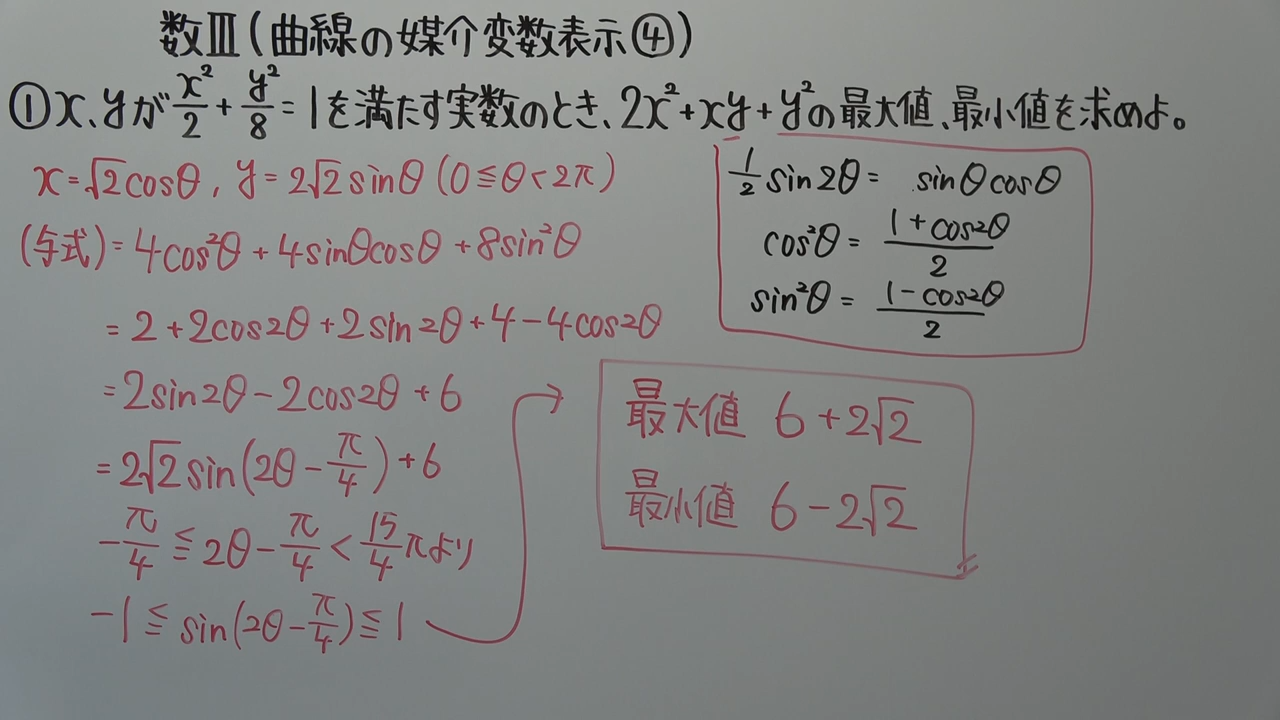 数Ⅲ(曲線の媒介変数表示④)
①x、yがx²/2+y²/8=1を満たす実数のとき、2x²+xy+y²の最大値、最小値を求めよ。
x=√2cosθ, y=2√2sinθ(0≦θ<2π)
(与式)=4cos²θ+4sinθcosθ+8sin²θ
=2+2cos2θ+2sin2θ+4-4cos2θ
=2sin2θ-2cos2θ+6
=2√2sin(2θ-π/4)+6
-π/4≦2θ-π/4<15/4πより
-1≦sin(2θ-π/4)≦1
1/2sin2θ=sinθcosθ
cos²θ=(1+cos2θ)/2
sin²θ=(1-cos2θ)/2
最大値 6+2√2
最小値 6-2√2